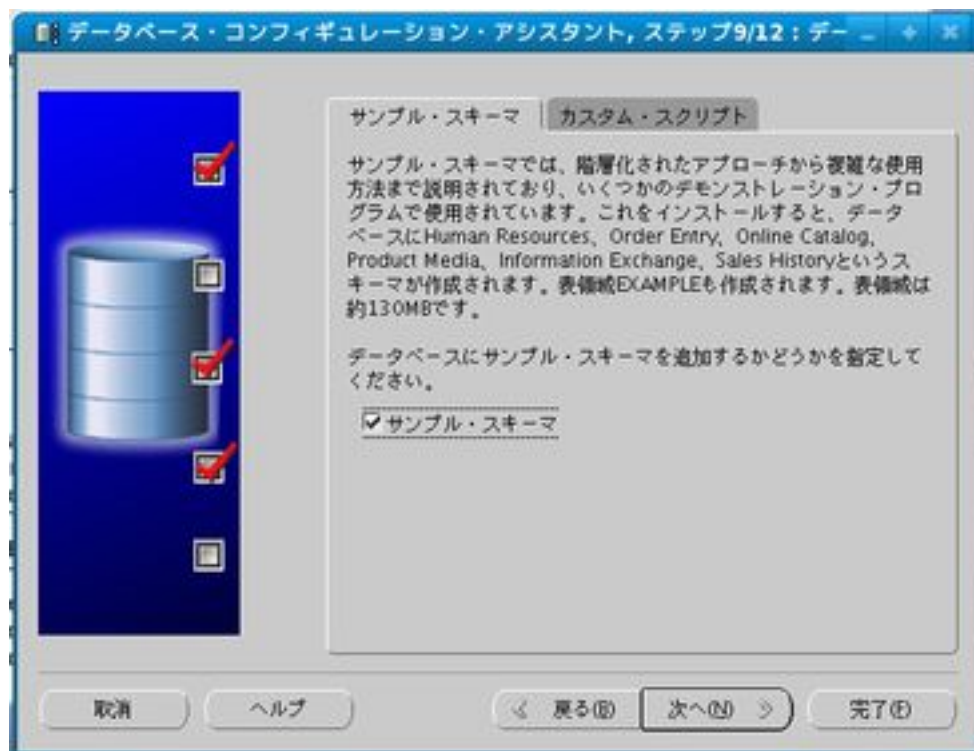 データベース・コンフィギュレーション・アシスタント, ステップ9/12 : デー
サンプル・スキーマ
カスタム・スクリプト
サンプル・スキーマでは、階層化されたアプローチから複雑な使用
方法まで説明されており、いくつかのデモンストレーション・プロ
グラムで使用されています。これをインストールすると、データ
ベースにHuman Resources、Order Entry、Online Catalog、
Product Media、Information Exchange、Sales Historyというス
キーマが作成されます。表領域EXAMPLEも作成されます。表領域は
約130MBです。
データベースにサンプル・スキーマを追加するかどうかを指定して
ください。
サンプル・スキーマ
取消
ヘルプ
戻る(B)
次へ(N)
完了(F)